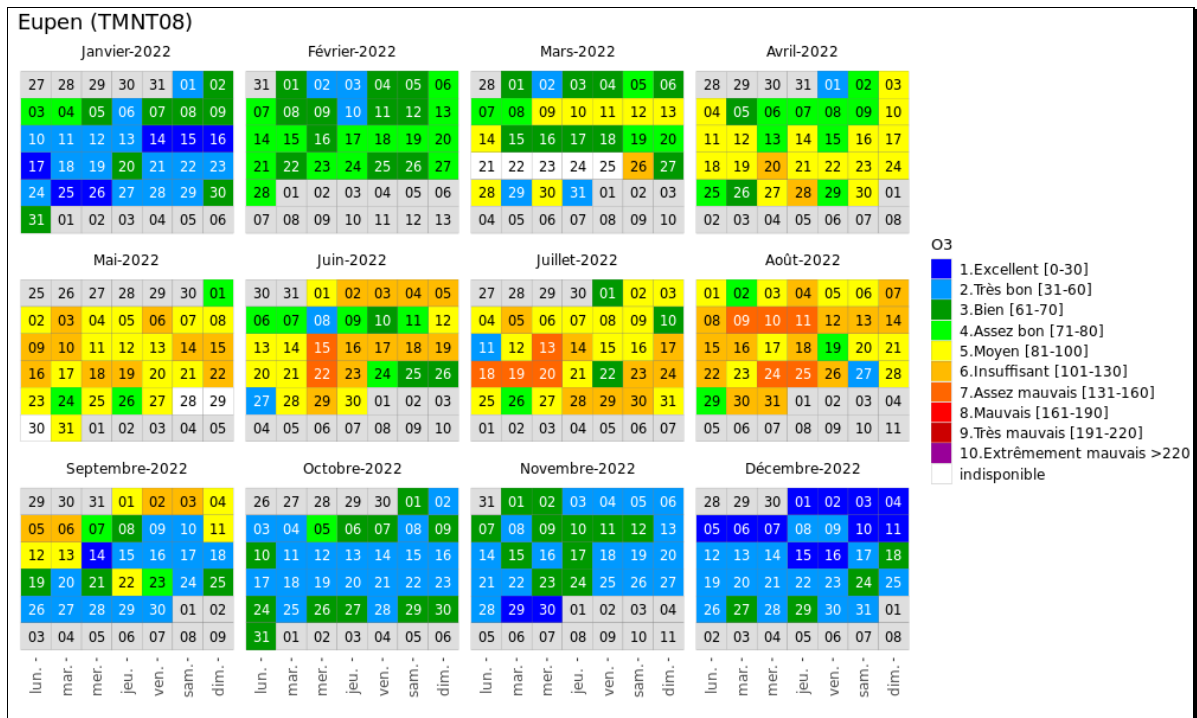 Eupen (TMNT08)
Janvier-2022 Février-2022 Mars-2022 Avril-2022
27 28 29 30 31 01 02 31 01 02 03 04 05 06 28 01 02 03 04 05 06 28 29 30 31 01 02 03
03 04 05 06 07 08 09 07 08 09 10 11 12 13 07 08 09 10 11 12 13 04 05 06 07 08 09 10
10 11 12 13 14 15 16 14 15 16 17 18 19 20 14 15 16 17 18 19 20 11 12 13 14 15 16 17
17 18 19 20 21 22 23 21 22 23 24 25 26 27 21 22 23 24 25 26 27 18 19 20 21 22 23 24
24 25 26 27 28 29 30 28 01 02 03 04 05 06 28 29 30 31 01 02 03 25 26 27 28 29 30 01
31 01 02 03 04 05 06 07 08 09 10 11 12 13 04 05 06 07 08 09 10 02 03 04 05 06 07 08
Mai-2022 Juin-2022 Juillet-2022 Août-2022
25 26 27 28 29 30 01 30 31 01 02 03 04 05 27 28 29 30 01 02 03 01 02 03 04 05 06 07
02 03 04 05 06 07 08 06 07 08 09 10 11 12 04 05 06 07 08 09 10 08 09 10 11 12 13 14
09 10 11 12 13 14 15 13 14 15 16 17 18 19 11 12 13 14 15 16 17 15 16 17 18 19 20 21
16 17 18 19 20 21 22 20 21 22 23 24 25 26 18 19 20 21 22 23 24 22 23 24 25 26 27 28
23 24 25 26 27 28 29 27 28 29 30 01 02 03 25 26 27 28 29 30 31 29 30 31 01 02 03 04
30 31 01 02 03 04 05 04 05 06 07 08 09 10 01 02 03 04 05 06 07 05 06 07 08 09 10 11
Septembre-2022 Octobre-2022 Novembre-2022 Décembre-2022
29 30 31 01 02 03 04 26 27 28 29 30 01 02 31 01 02 03 04 05 06 28 29 30 01 02 03 04
05 06 07 08 09 10 11 03 04 05 06 07 08 09 07 08 09 10 11 12 13 05 06 07 08 09 10 11
12 13 14 15 16 17 18 10 11 12 13 14 15 16 14 15 16 17 18 19 20 12 13 14 15 16 17 18
19 20 21 22 23 24 25 17 18 19 20 21 22 23 21 22 23 24 25 26 27 19 20 21 22 23 24 25
26 27 28 29 30 01 02 24 25 26 27 28 29 30 28 29 30 01 02 03 04 26 27 28 29 30 31 01
03 04 05 06 07 08 09 31 01 02 03 04 05 06 05 06 07 08 09 10 11 02 03 04 05 06 07 08
lun. - mar. - mer. - jeu. - ven. - sam. - dim. - lun. - mar. - mer. - jeu. - ven. - sam. - dim. - lun. - mar. - mer. - jeu. - ven. - sam. - dim. - lun. - mar. - mer. - jeu. - ven. - sam. - dim. -
O3
1.Excellent [0-30]
2.Très bon [31-60]
3.Bien [61-70]
4.Assez bon [71-80]
5.Moyen [81-100]
6.Insuffisant [101-130]
7.Assez mauvais [131-160]
8.Mauvais [161-190]
9.Très mauvais [191-220]
10.Extrêmement mauvais >220
indisponible